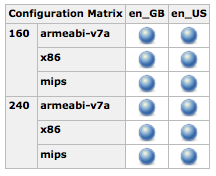 Configuration Matrix en_GB en_US
160 armeabi-v7a
x86
mips
240 armeabi-v7a
x86
mips